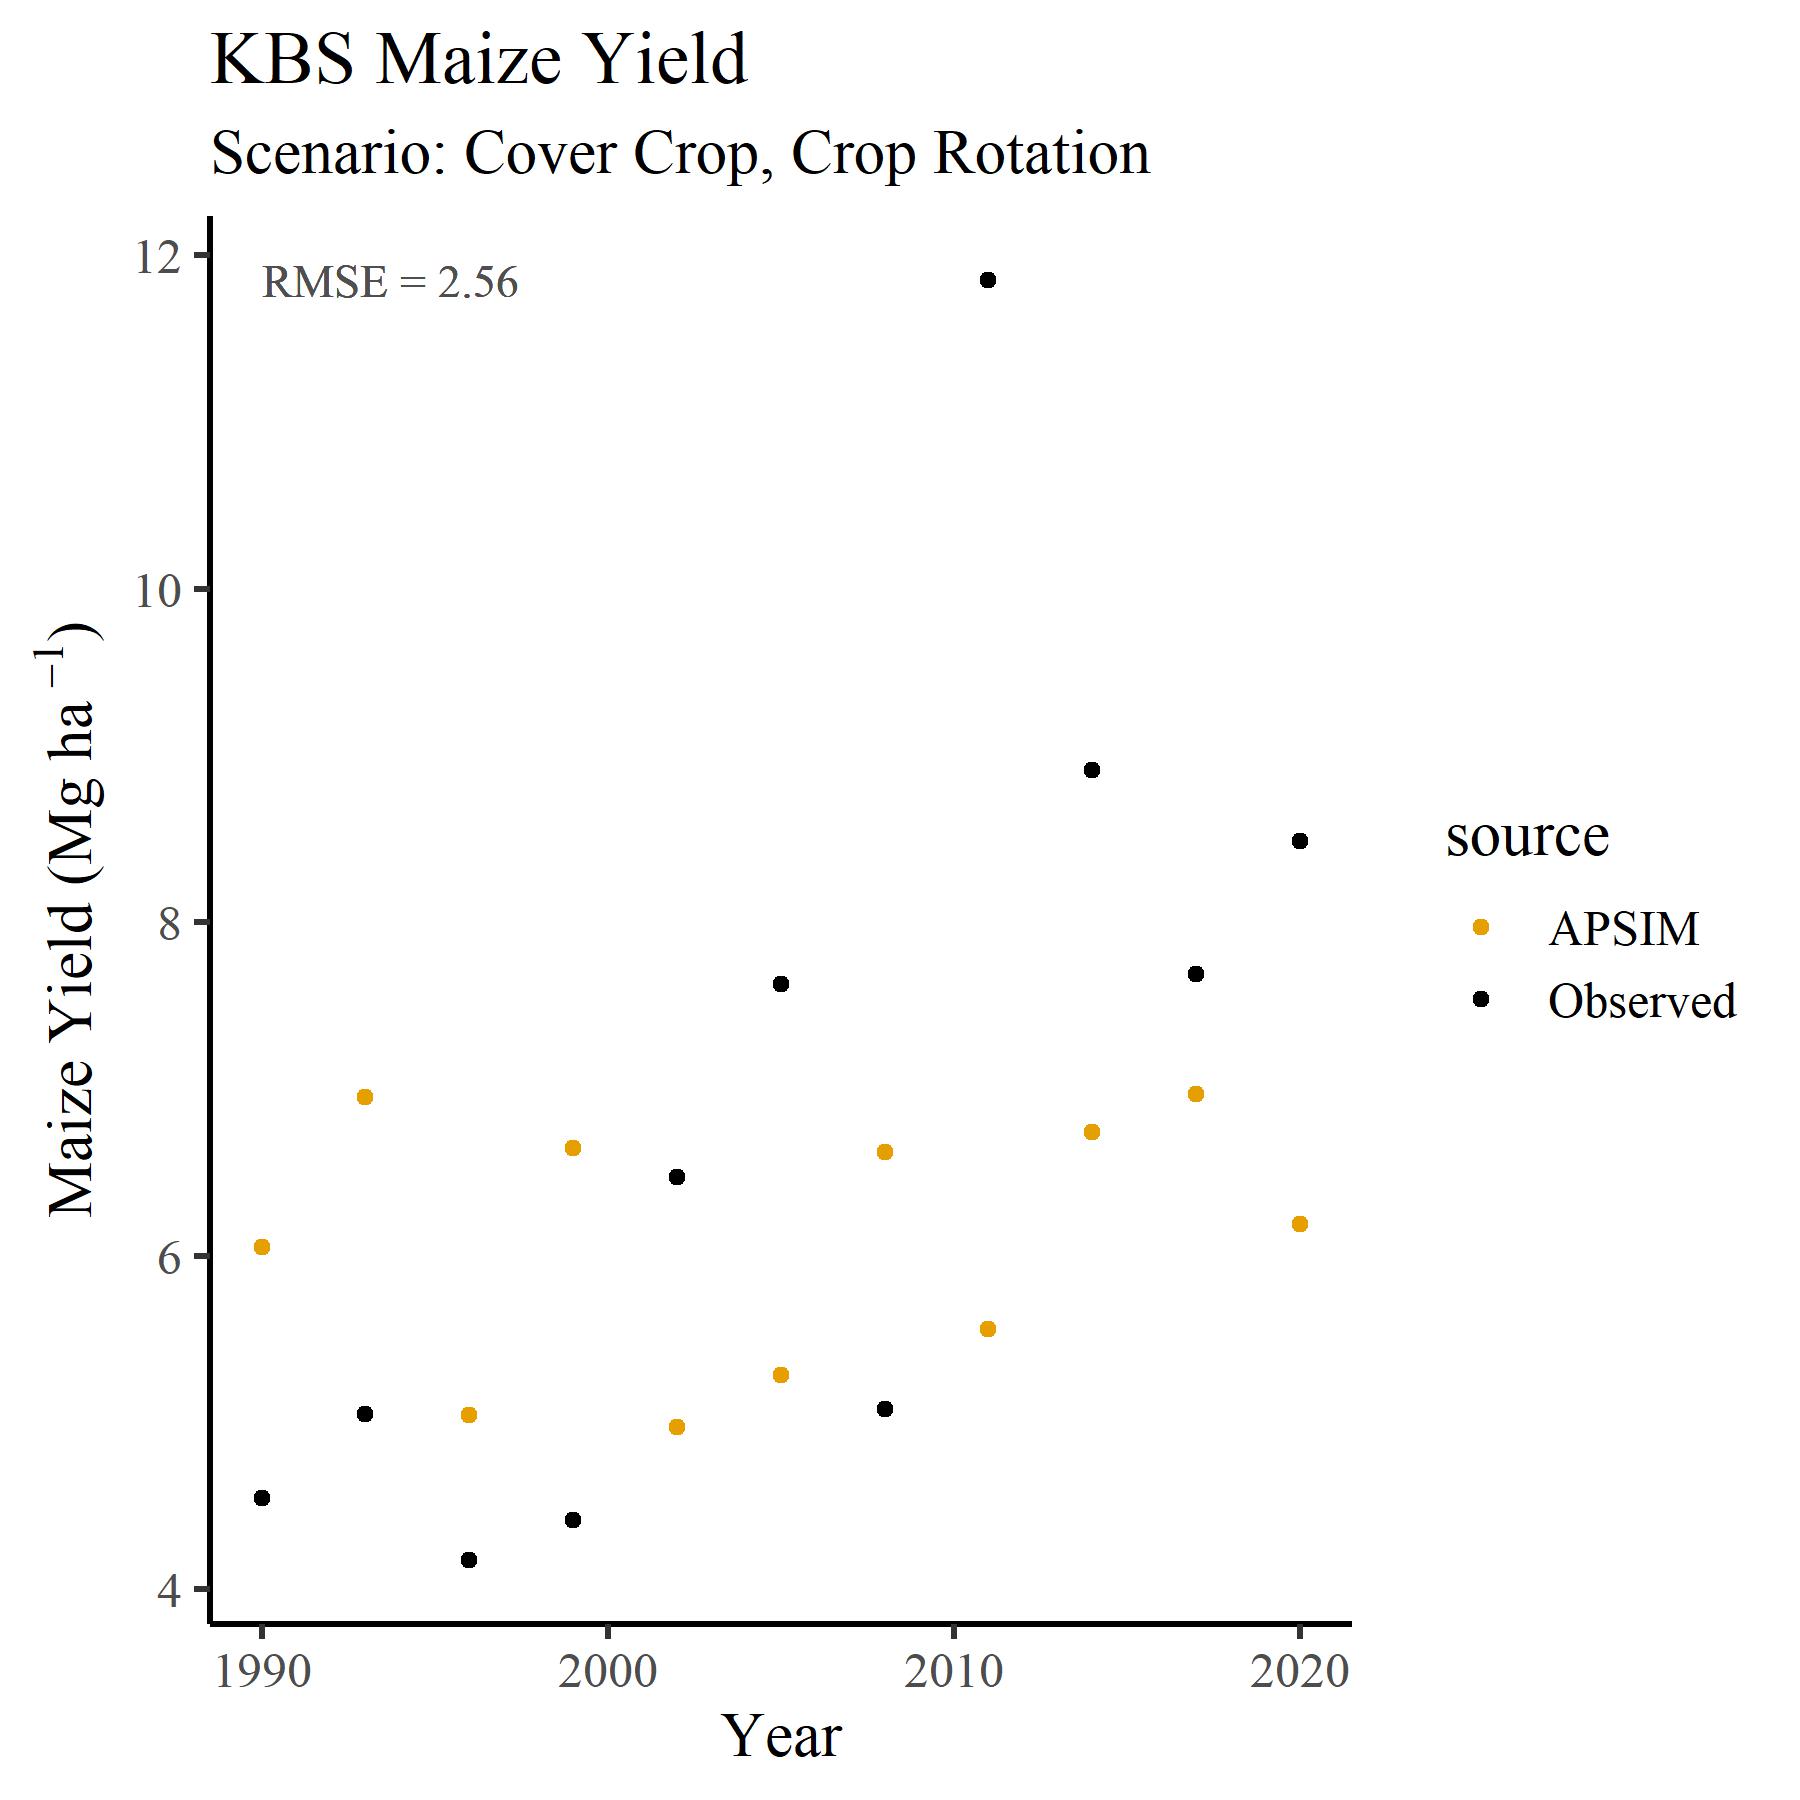 KBS Maize Yield
Scenario: Cover Crop, Crop Rotation
12
RMSE = 2.56
10
8
6
4
Maize Yield (Mg ha −1)
1990 2000 2010 2020
Year
source
APSIM
Observed